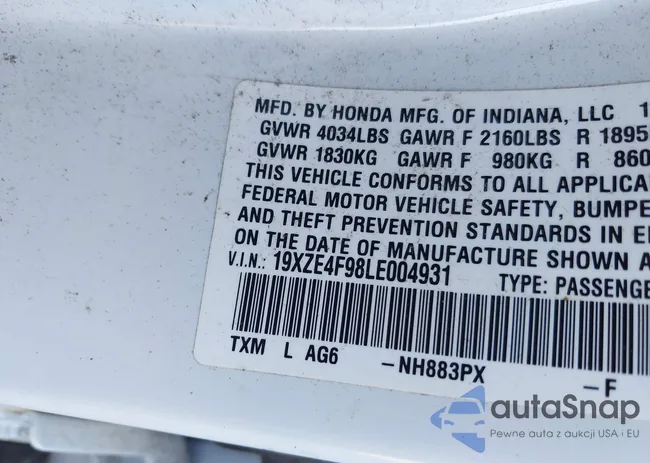 MFD. BY HONDA MFG. OF INDIANA, LLC 1
GVWR 4034LBS GAWR F 2160LBS R 1895
GVWR 1830KG GAWR F 980KG R 860
THIS VEHICLE CONFORMS TO ALL APPLICA
FEDERAL MOTOR VEHICLE SAFETY, BUMPE
AND THEFT PREVENTION STANDARDS IN E
ON THE DATE OF MANUFACTURE SHOWN A
V.I.N.: 19XZE4F98LE004931 TYPE: PASSENGE
TXM L AG6 -NH883PX -F
autaSnap
Pewne auta z aukcji USA i EU